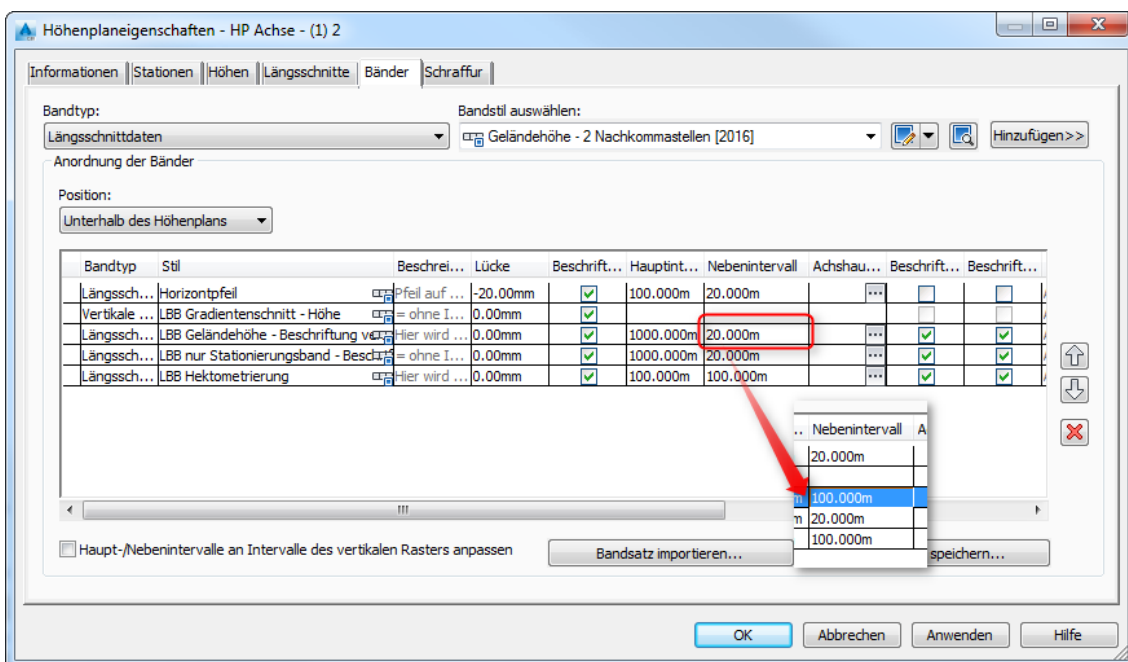 Höhenplaneigenschaften - HP Achse - (1) 2
Informationen Stationen Höhen Längsschnitte Bänder Schraffur
Bandtyp: Bandstil auswählen:
Längsschnittdaten Geländehöhe - 2 Nachkommastellen [2016] Hinzufügen>>
Anordnung der Bänder
Position:
Unterhalb des Höhenplans
Bandtyp Stil Beschrei... Lücke Beschrift... Hauptint... Nebenintervall Achshau... Beschrift... Beschrift...
Längssch... Horizontpfeil Pfeil auf ... -20.00mm 100.000m 20.000m ...
Vertikale ... LBB Gradientenschnitt - Höhe = ohne I... 0.00mm
Längssch... LBB Geländehöhe - Beschriftung ve Hier wird ... 0.00mm 1000.000m 20.000m ...
Längssch... LBB nur Stationierungsband - Besch = ohne I... 0.00mm 1000.000m 20.000m ...
Längssch... LBB Hektometrierung Hier wird ... 0.00mm 100.000m 100.000m ...
.. Nebenintervall A
20.000m
m 100.000m
m 20.000m
100.000m
Haupt-/Nebenintervalle an Intervalle des vertikalen Rasters anpassen Bandsatz importieren... speichern...
OK Abbrechen Anwenden Hilfe